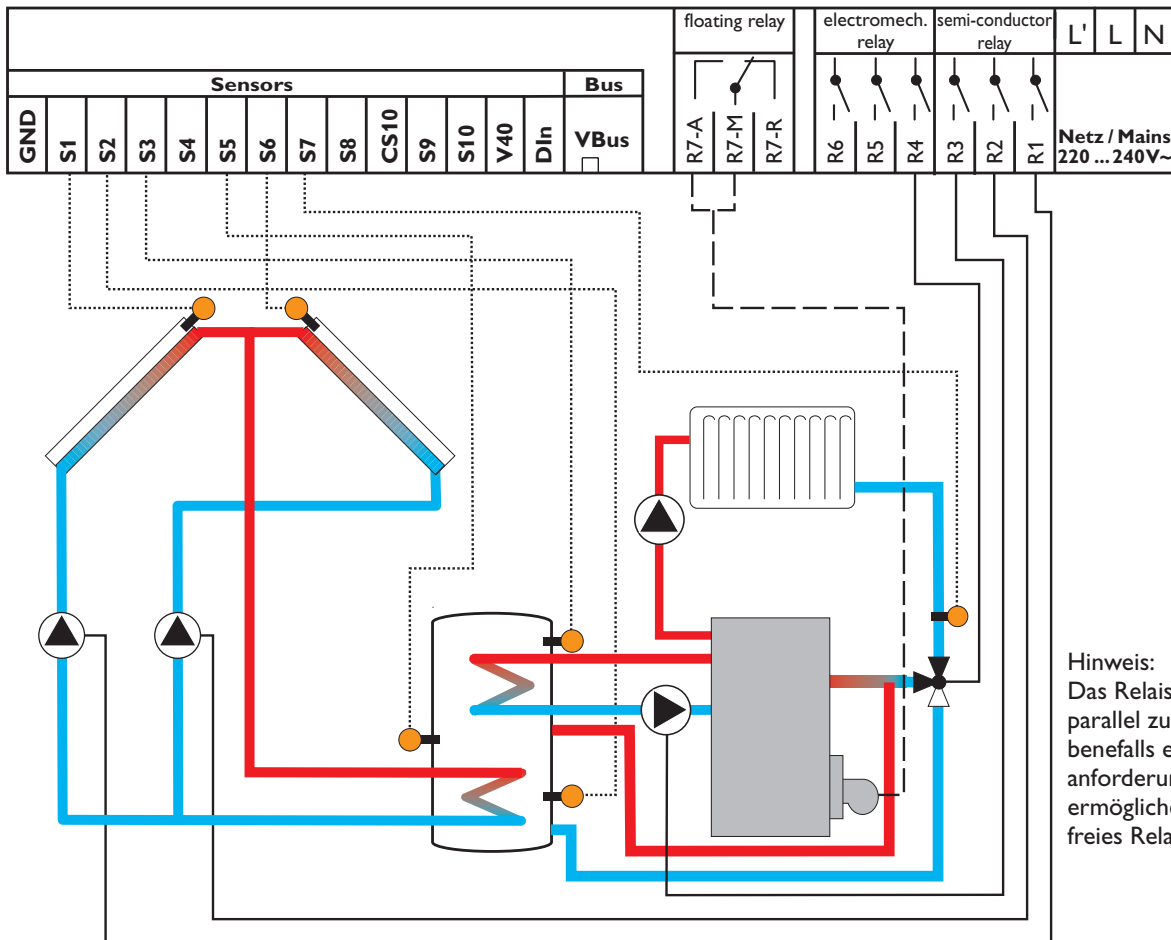 floating relay
electromech. relay
semi-conductor relay
L' L N
Sensors
Bus
GND S1 S2 S3 S4 S5 S6 S7 S8 CS10 S9 S10 V40 DIn
VBus
R7-A R7-M R7-R
R6 R5 R4 R3 R2 R1
Netz / Mains
220 ... 240V~
Hinweis:
Das Relais
parallel zu
benefalls e
anforderun
ermögliche
freies Rela